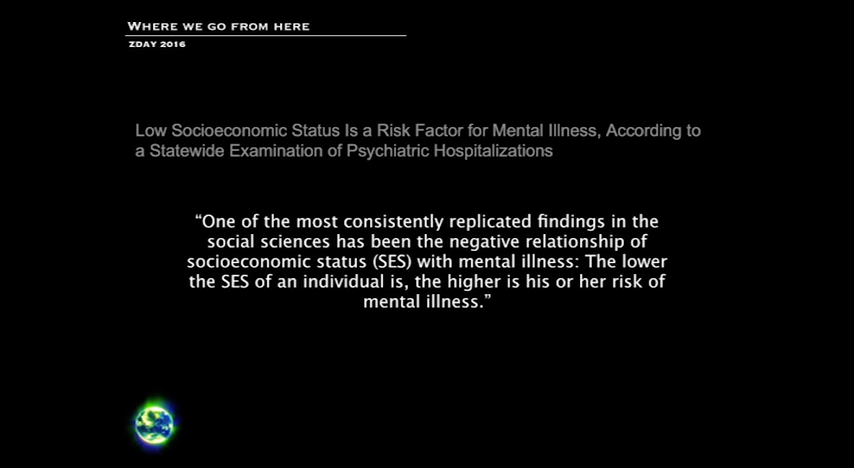 WHERE WE GO FROM HERE
ZDAY 2016
Low Socioeconomic Status Is a Risk Factor for Mental Illness, According to
a Statewide Examination of Psychiatric Hospitalizations
“One of the most consistently replicated findings in the
social sciences has been the negative relationship of
socioeconomic status (SES) with mental illness: The lower
the SES of an individual is, the higher is his or her risk of
mental illness.”